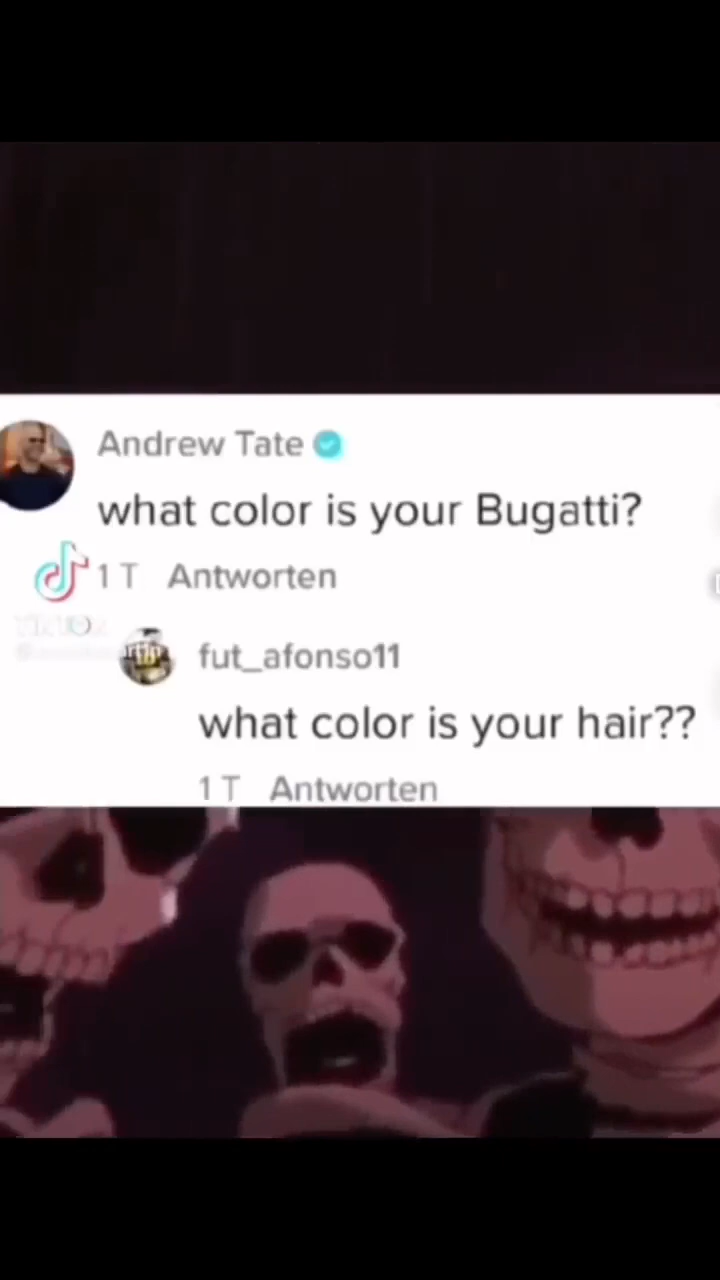 Andrew Tate
what color is your Bugatti?
1 T Antworten
fut_afonso11
what color is your hair??
1 T Antworten